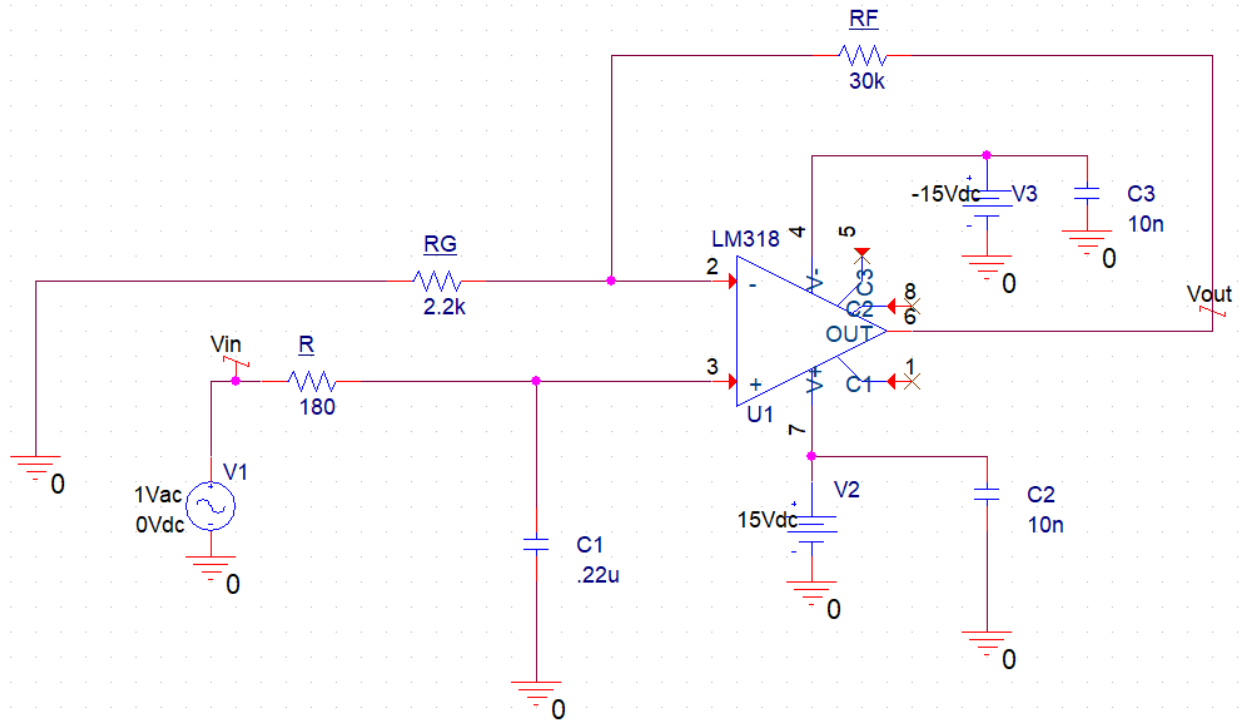 RF
30k
-15Vdc
V3
C3
10n
0
0
LM318
4
5
RG
2.2k
2
-
V-
C3
8
C2
6
OUT
Vout
Vin
R
180
3
+
V+
C1
1
U1
7
0
V1
1Vac
0Vdc
0
C1
.22u
0
V2
15Vdc
0
C2
10n
0